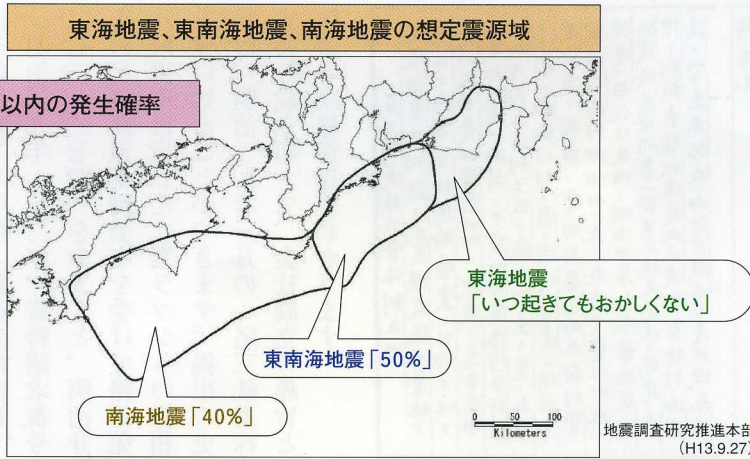 東海地震、東南海地震、南海地震の想定震源域
以内の発生確率
東海地震
「いつ起きてもおかしくない」
東南海地震「50%」
南海地震「40%」
0 50 100
Kilometers
地震調査研究推進本部
(H13.9.27)